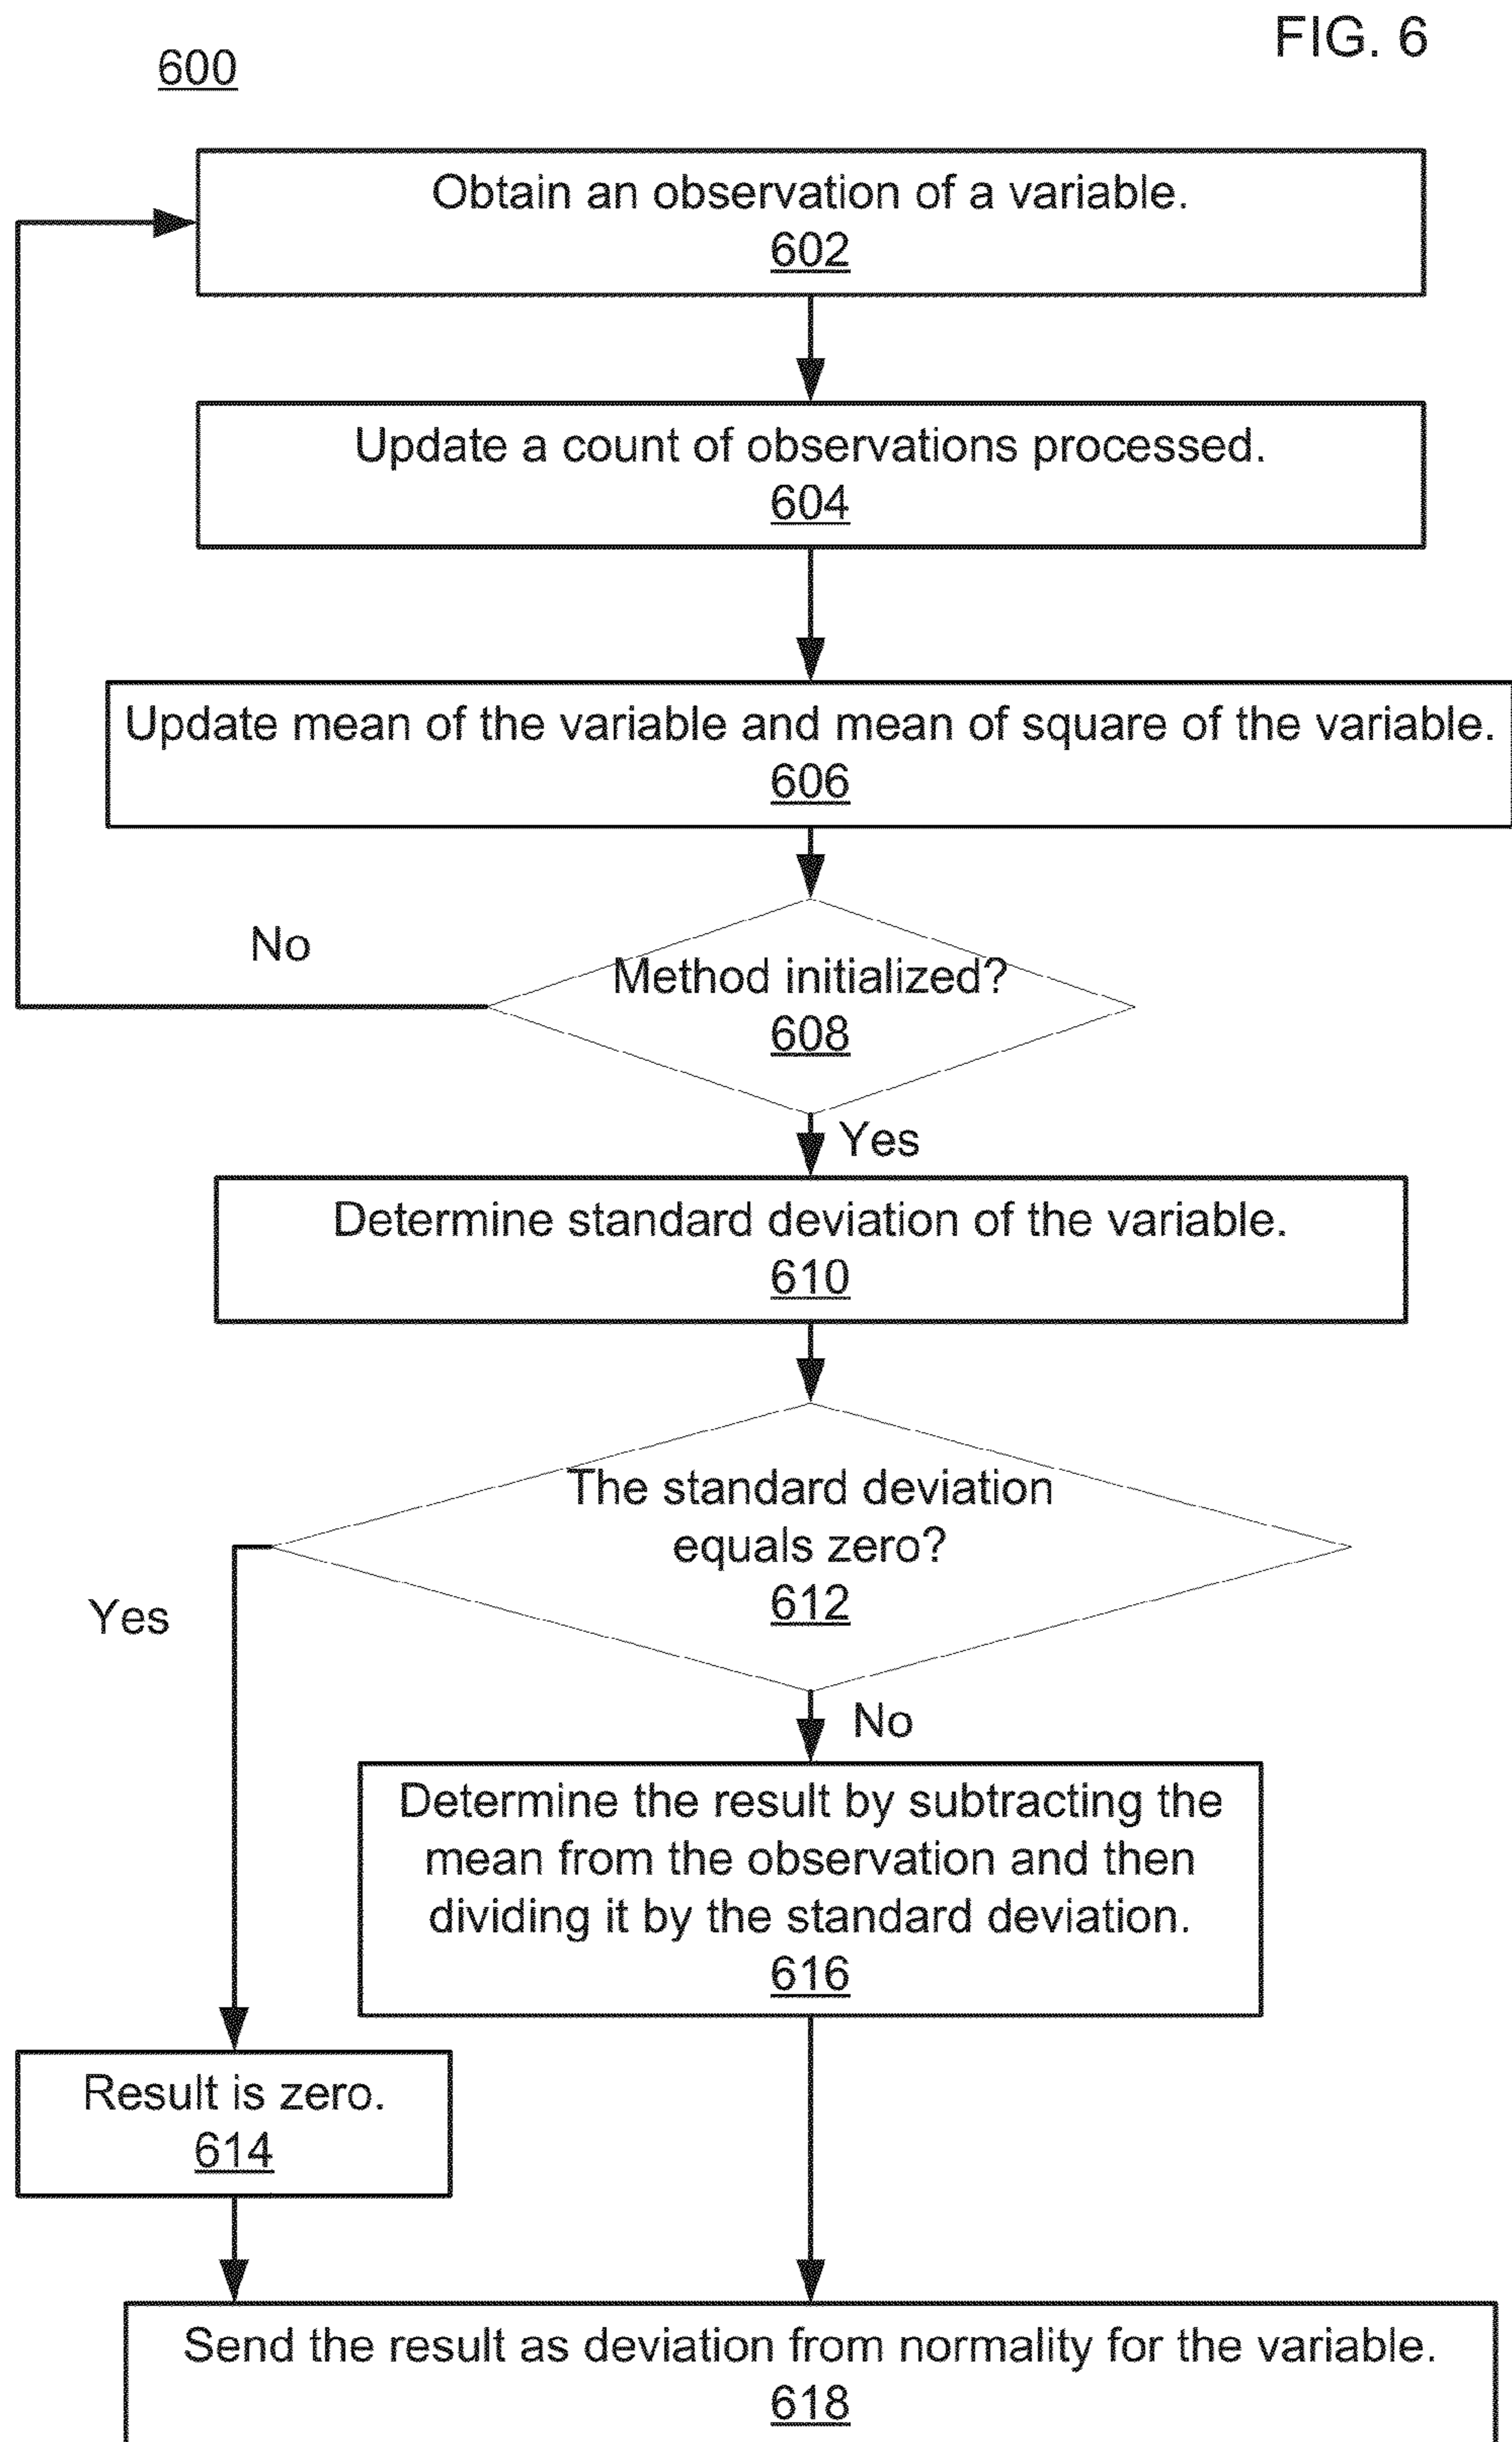 FIG. 6
600
Obtain an observation of a variable.
602
Update a count of observations processed.
604
Update mean of the variable and mean of square of the variable.
606
No
Method initialized?
608
Yes
Determine standard deviation of the variable.
610
The standard deviation
equals zero?
612
Yes
No
Determine the result by subtracting the
mean from the observation and then
dividing it by the standard deviation.
616
Result is zero.
614
Send the result as deviation from normality for the variable.
618